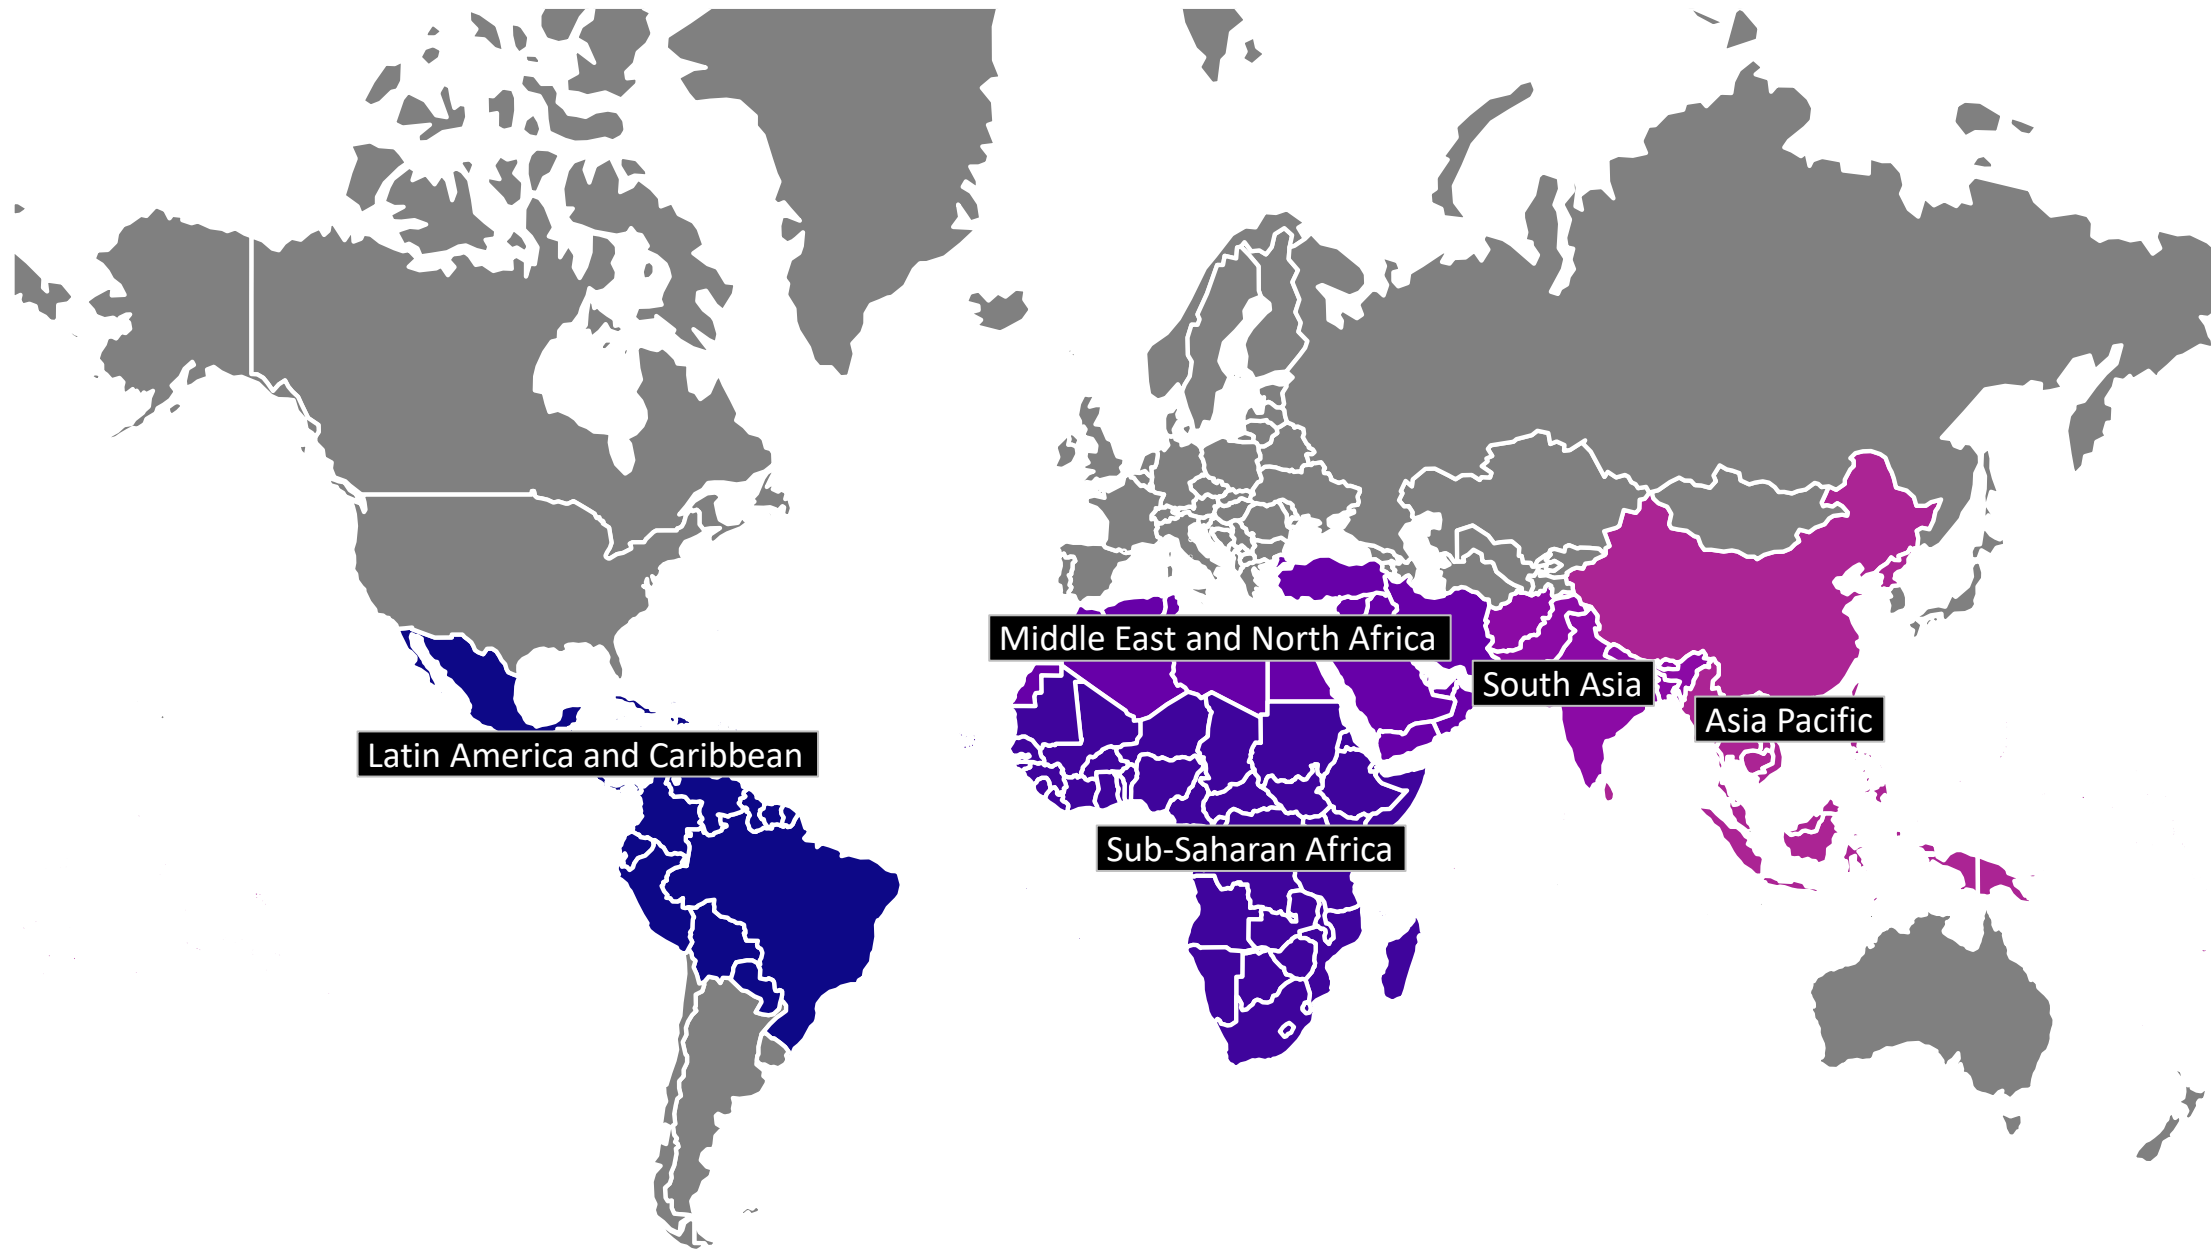 Middle East and North Africa
South Asia
Asia Pacific
Latin America and Caribbean
Sub-Saharan Africa